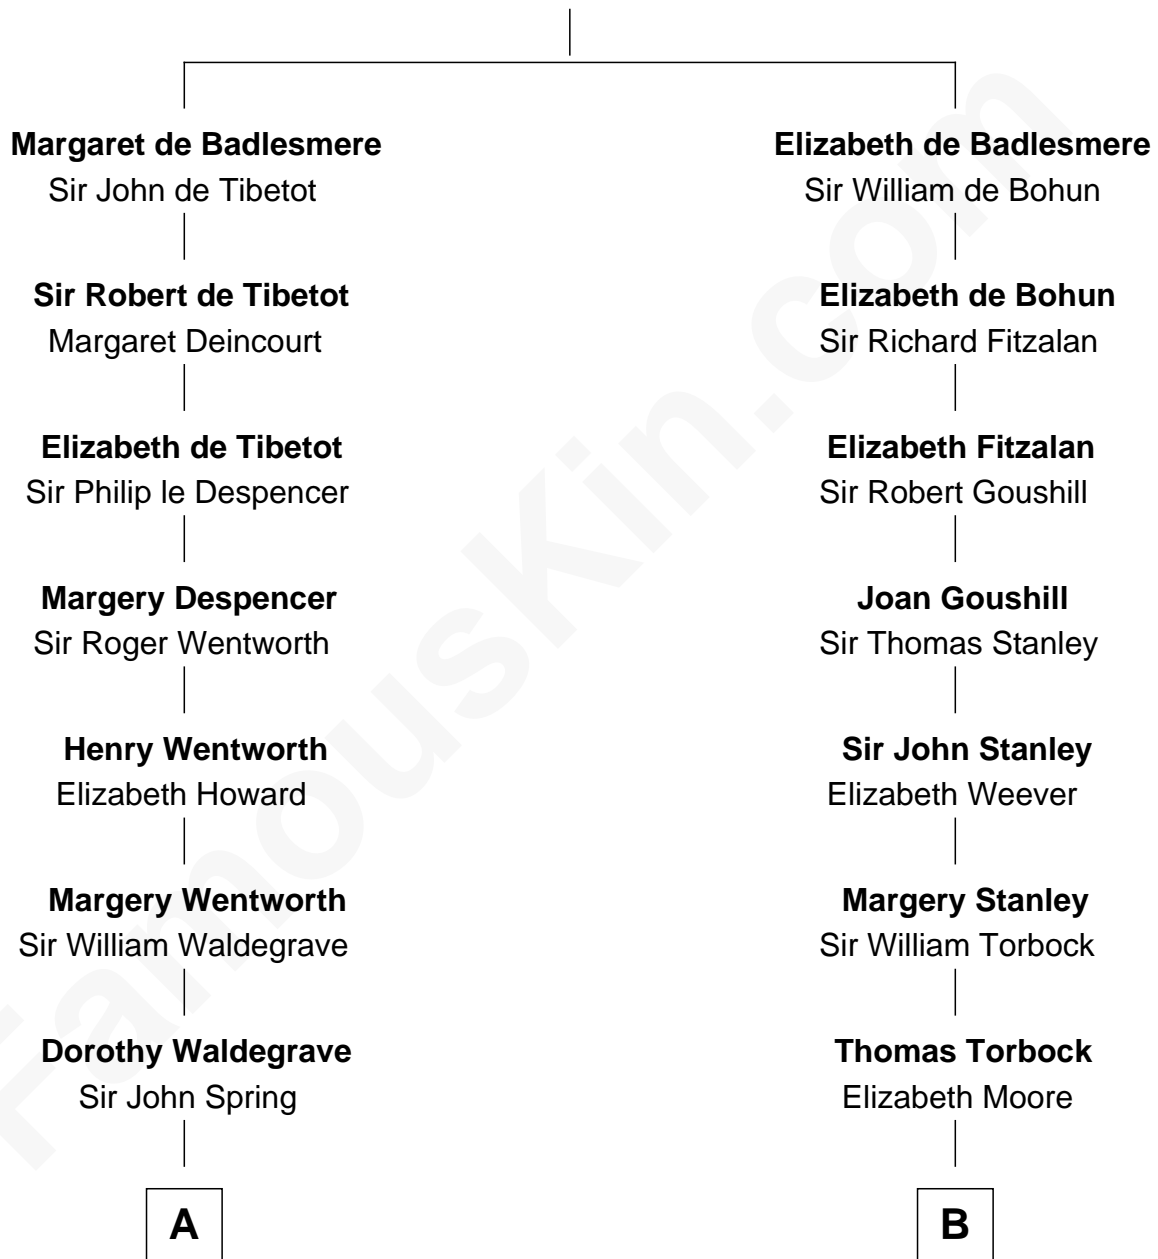 Margaret de Badlesmere
Sir John de Tibetot
Elizabeth de Badlesmere
Sir William de Bohun
Sir Robert de Tibetot
Margaret Deincourt
Elizabeth de Bohun
Sir Richard Fitzalan
Elizabeth de Tibetot
Sir Philip le Despencer
Elizabeth Fitzalan
Sir Robert Goushill
Margery Despencer
Sir Roger Wentworth
Joan Goushill
Sir Thomas Stanley
Henry Wentworth
Elizabeth Howard
Sir John Stanley
Elizabeth Weever
Margery Wentworth
Sir William Waldegrave
Margery Stanley
Sir William Torbock
Dorothy Waldegrave
Sir John Spring
Thomas Torbock
Elizabeth Moore
A
B
FamousKin.com